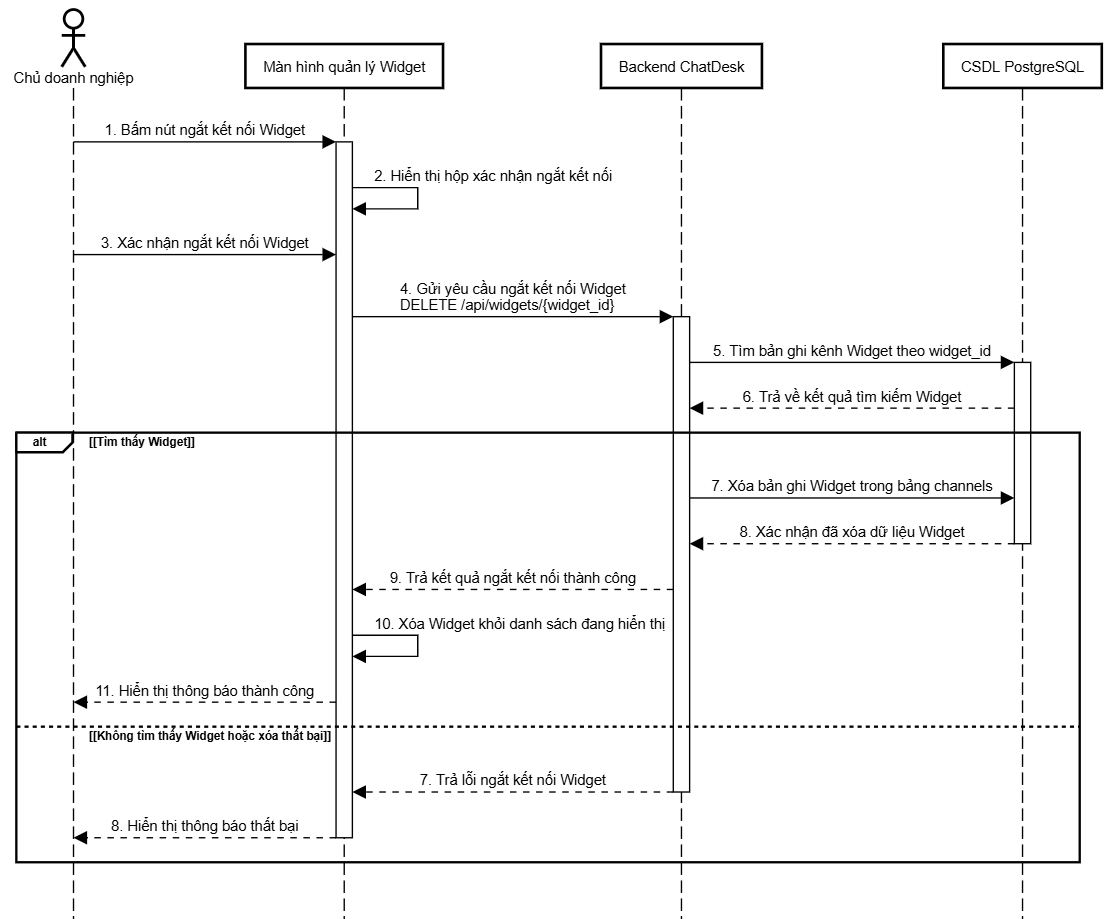 Chủ doanh nghiệp
Màn hình quản lý Widget
Backend ChatDesk
CSDL PostgreSQL
1. Bấm nút ngắt kết nối Widget
2. Hiển thị hộp xác nhận ngắt kết nối
3. Xác nhận ngắt kết nối Widget
4. Gửi yêu cầu ngắt kết nối Widget
DELETE /api/widgets/{widget_id}
5. Tìm bản ghi kênh Widget theo widget_id
6. Trả về kết quả tìm kiếm Widget
alt
[[Tìm thấy Widget]]
7. Xóa bản ghi Widget trong bảng channels
8. Xác nhận đã xóa dữ liệu Widget
9. Trả kết quả ngắt kết nối thành công
10. Xóa Widget khỏi danh sách đang hiển thị
11. Hiển thị thông báo thành công
[[Không tìm thấy Widget hoặc xóa thất bại]]
7. Trả lỗi ngắt kết nối Widget
8. Hiển thị thông báo thất bại